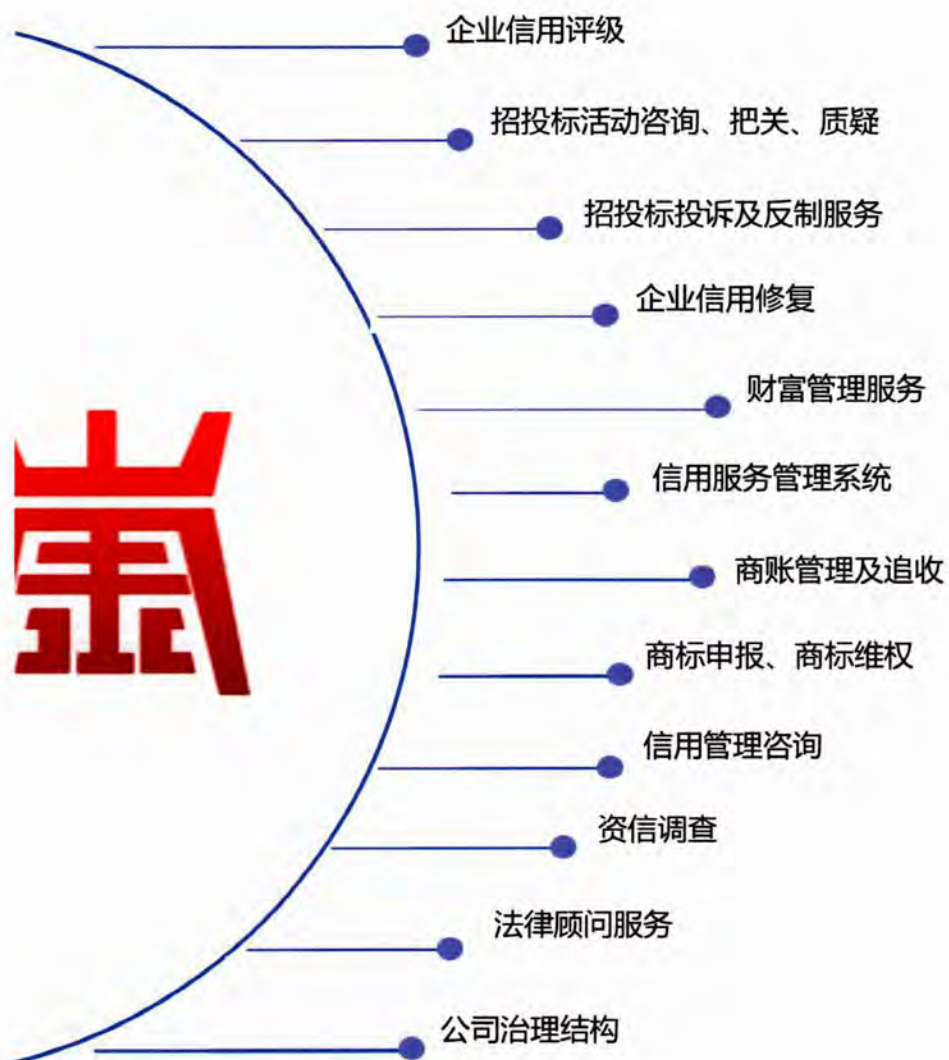 企业信用评级
招投标活动咨询、把关、质疑
招投标投诉及反制服务
企业信用修复
财富管理服务
信用服务管理系统
商账管理及追收
商标申报、商标维权
信用管理咨询
资信调查
法律顾问服务
公司治理结构